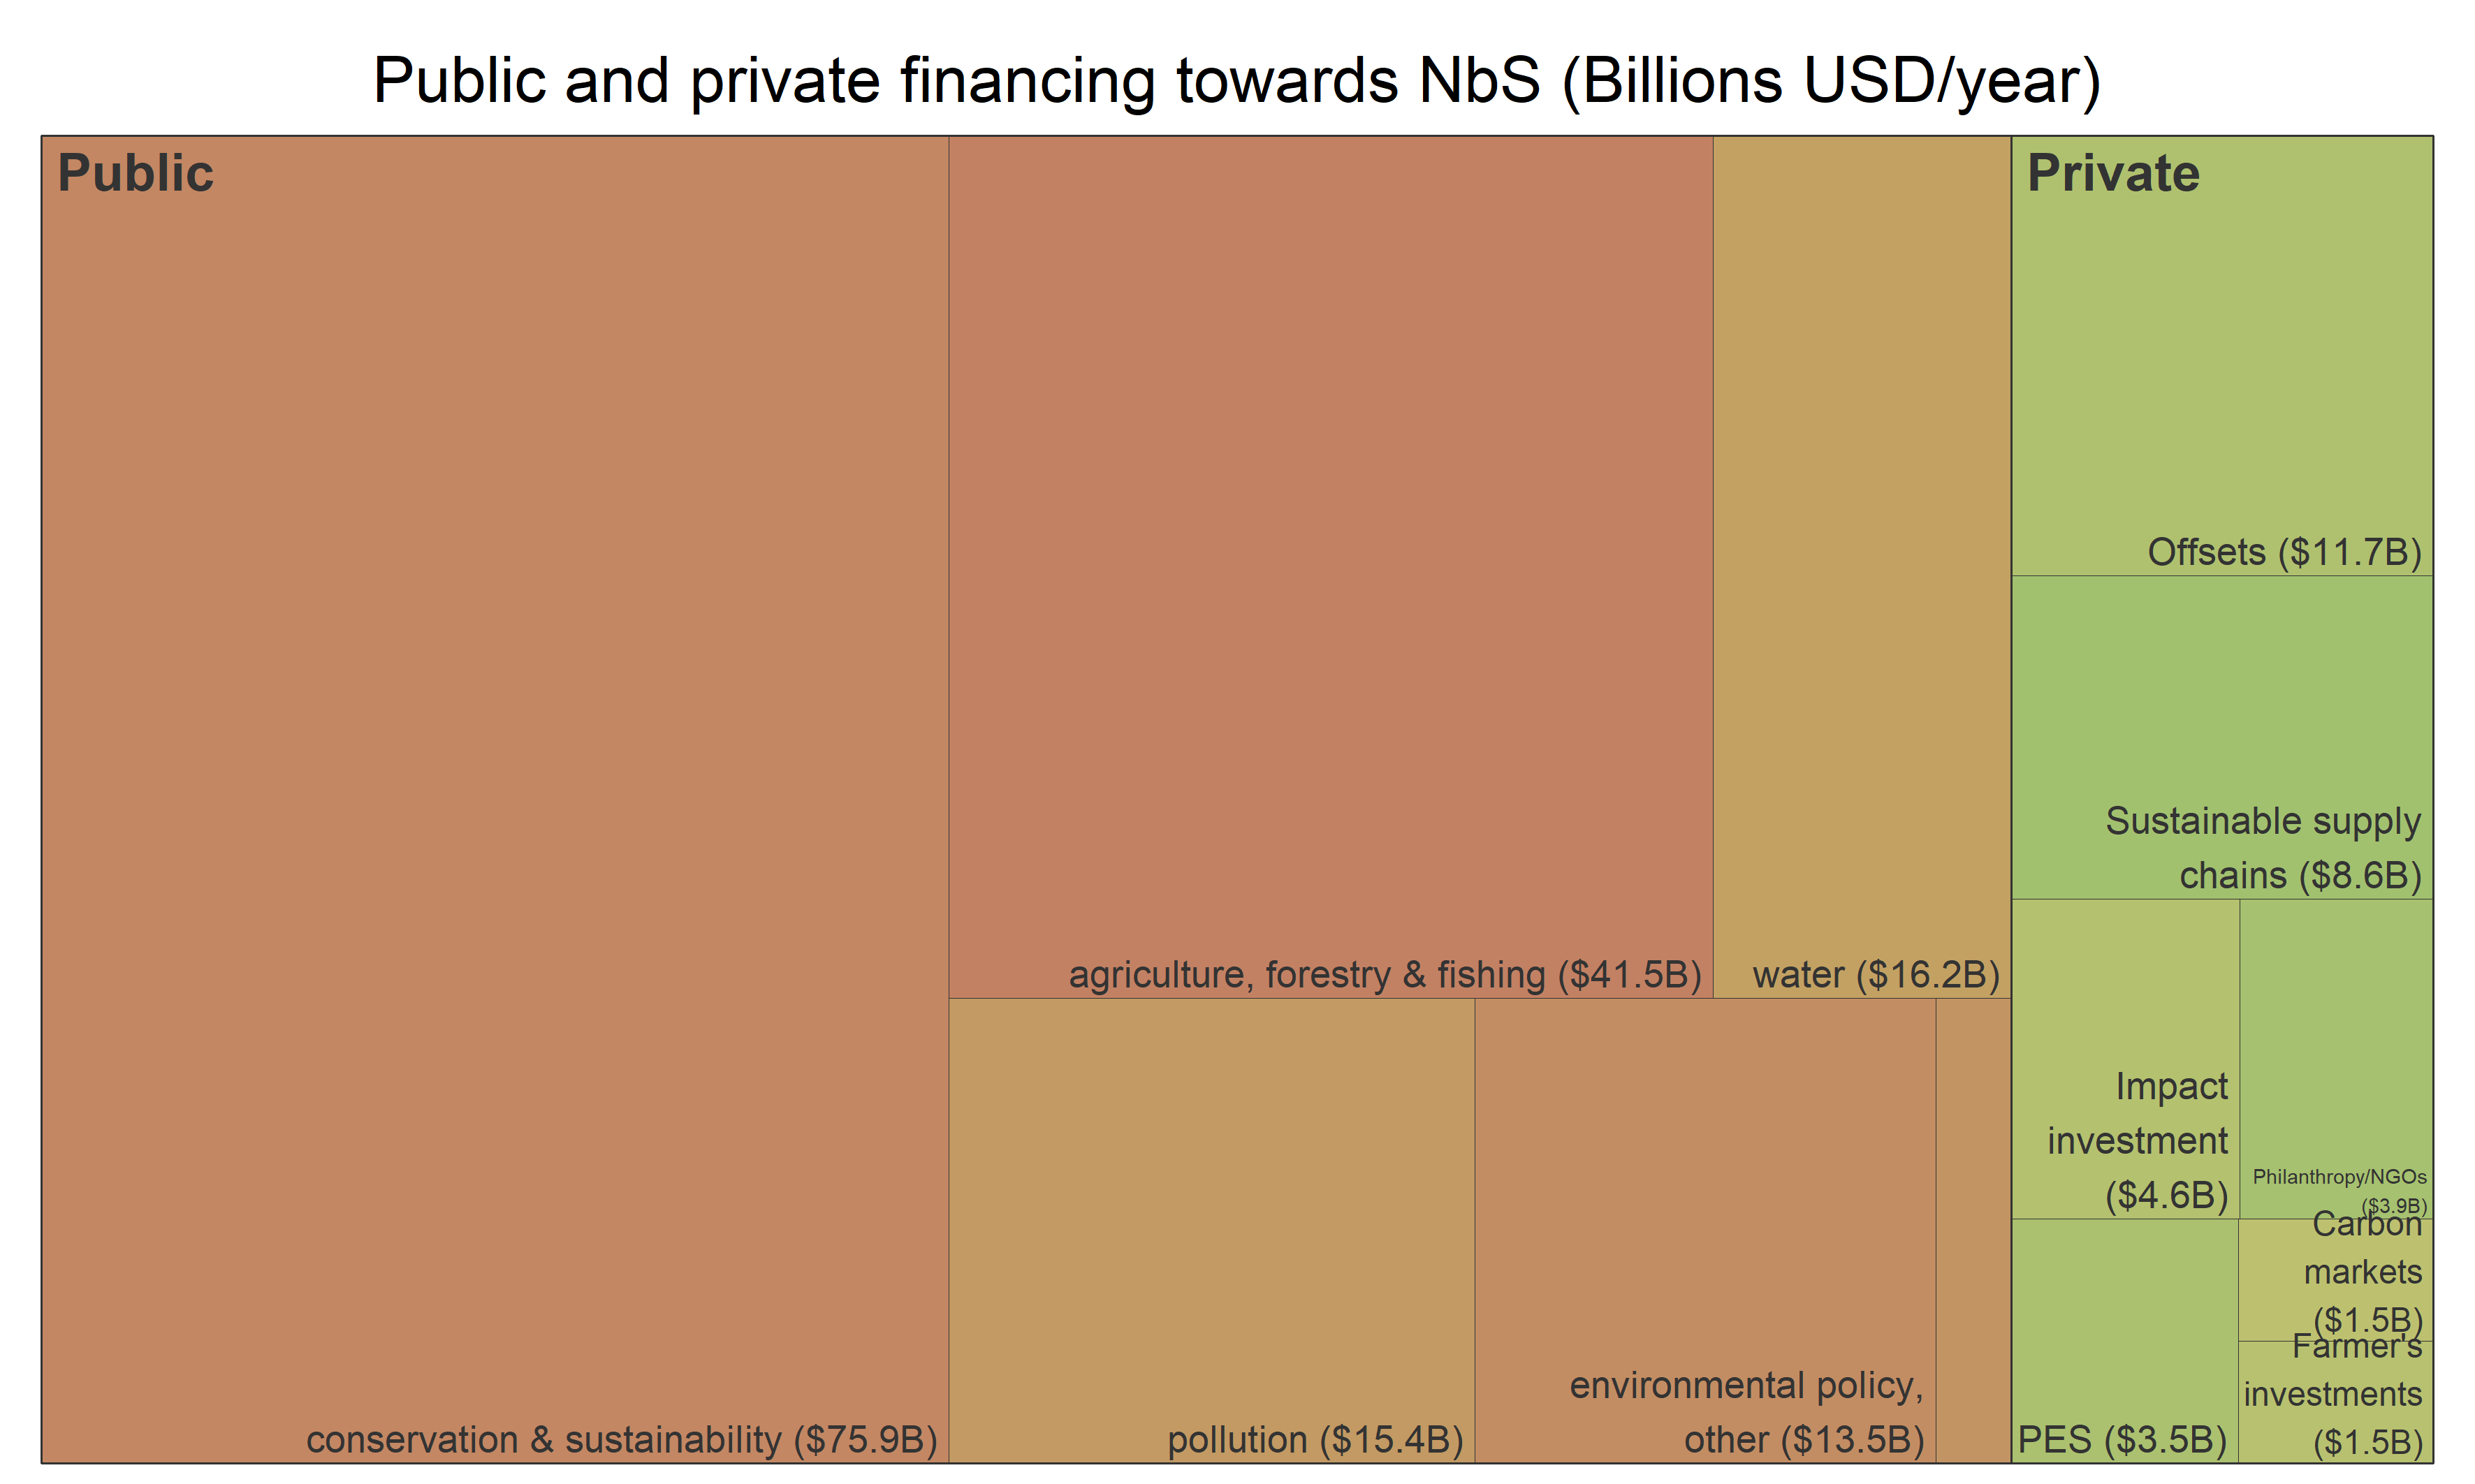 Public and private financing towards NbS (Billions USD/year)
Public
Private
Offsets ($11.7B)
Sustainable supply
chains ($8.6B)
agriculture, forestry & fishing ($41.5B)
water ($16.2B)
Impact
investment
($4.6B)
Philanthropy/NGOs
($3.9B)
Carbon
markets
($1.5B)
Farmer's
investments
($1.5B)
conservation & sustainability ($75.9B)
pollution ($15.4B)
environmental policy,
other ($13.5B)
PES ($3.5B)